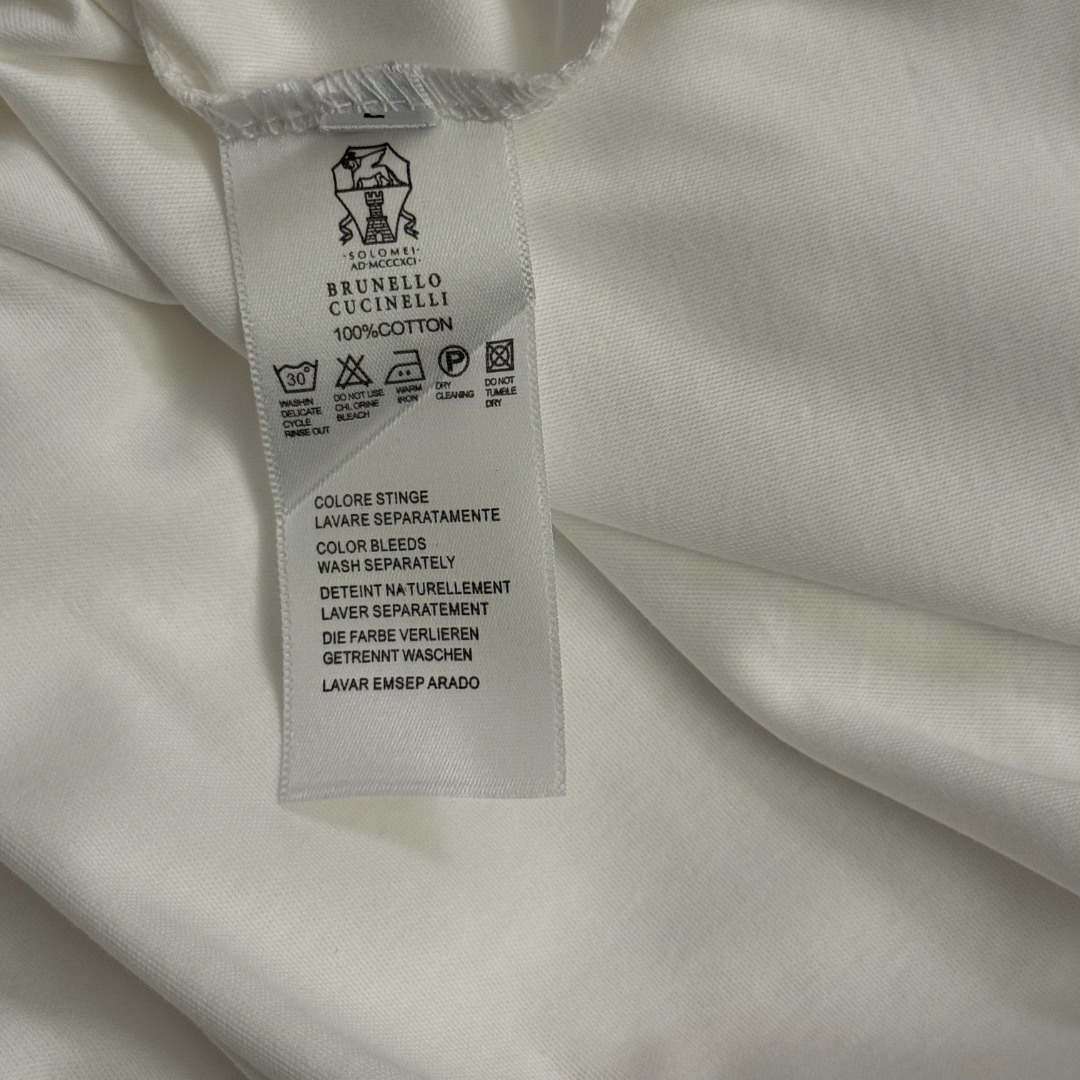 L
·SOLOMEI·
AD·MCCCXCI·
BRUNELLO
CUCINELLI
100%COTTON
30°
P
WASHIN
DELICATE
CYCLE
RINSE OUT
DO NOT USE
CHLORINE
BLEACH
WARM
IRON
DRY
CLEANING
DO NOT
TUMBLE
DRY
COLORE STINGE
LAVARE SEPARATAMENTE
COLOR BLEEDS
WASH SEPARATELY
DETEINT NATURELLEMENT
LAVER SEPARATEMENT
DIE FARBE VERLIEREN
GETRENNT WASCHEN
LAVAR EMSEP ARADO